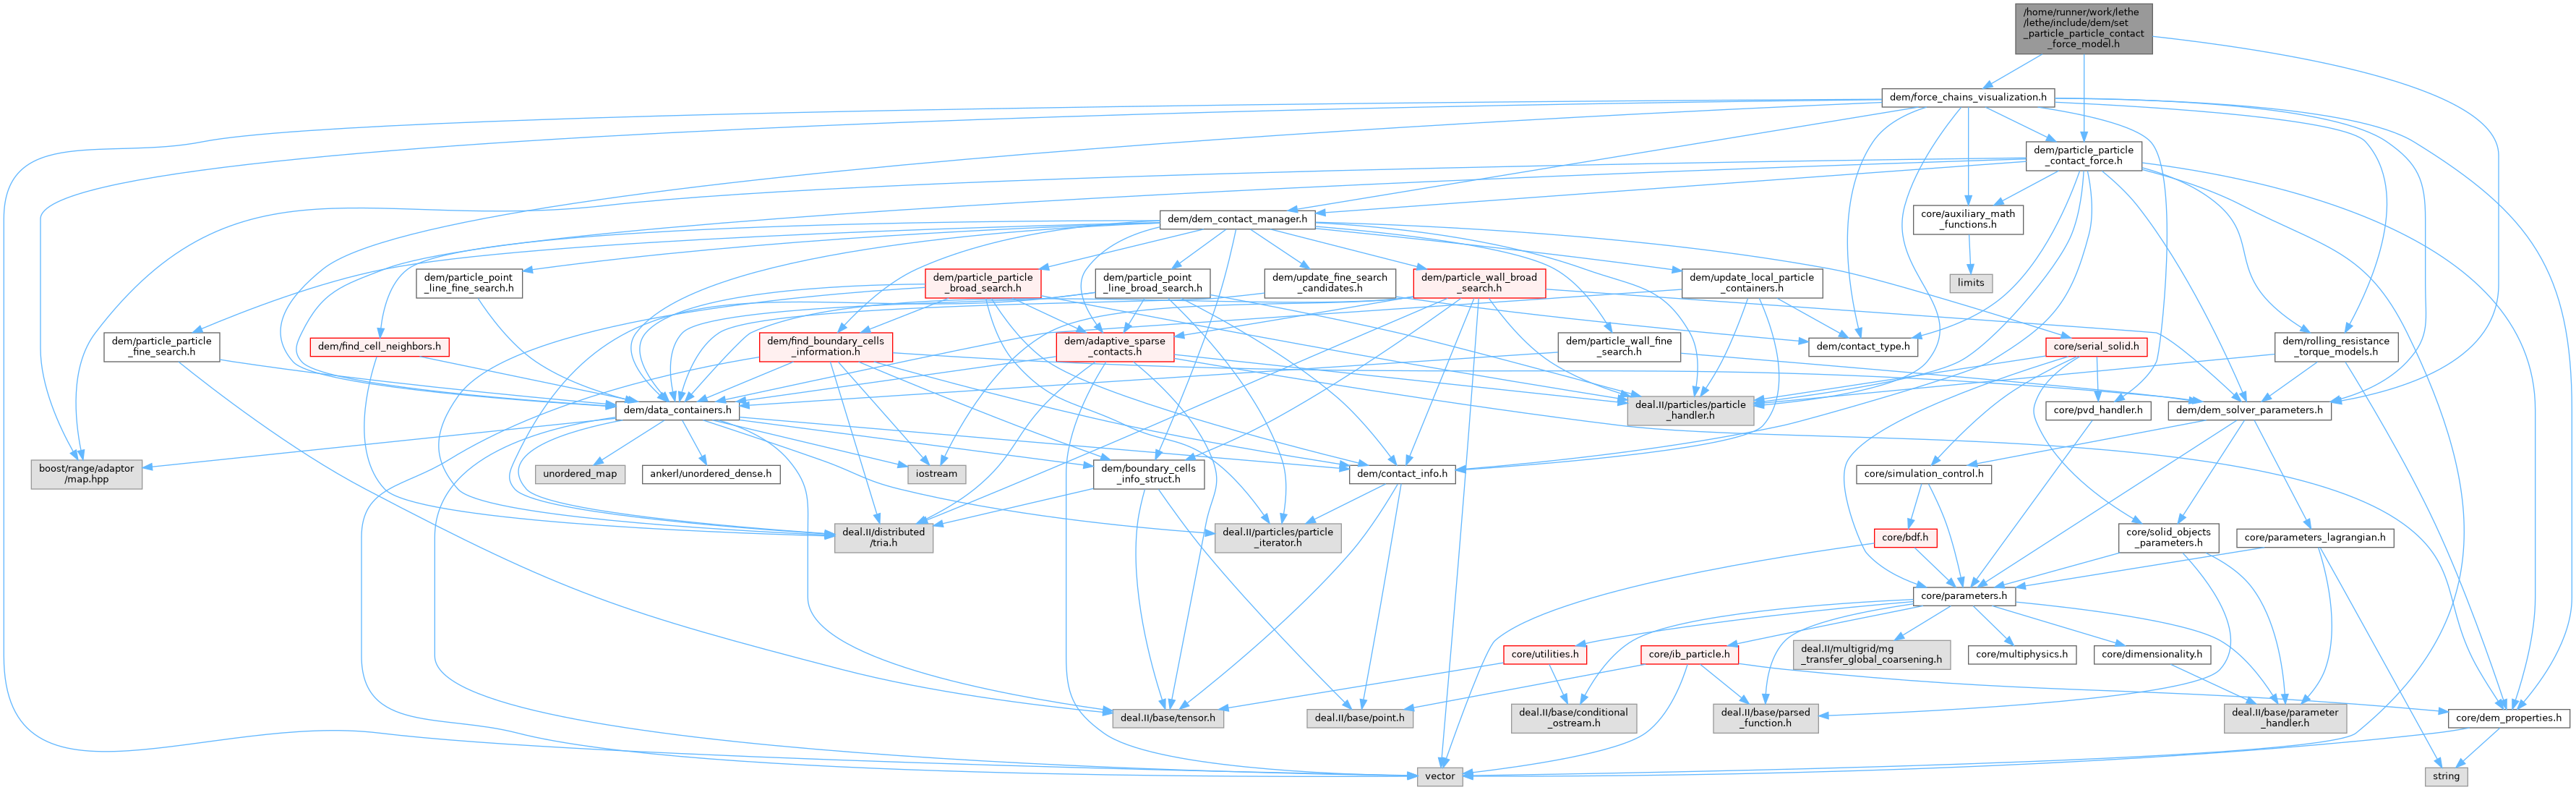 /home/runner/work/lethe
/lethe/include/dem/set
_particle_particle_contact
_force_model.h
dem/force_chains_visualization.h
dem/particle_particle
_contact_force.h
dem/dem_contact_manager.h
core/auxiliary_math
_functions.h
dem/particle_point
_line_fine_search.h
dem/particle_particle
_broad_search.h
dem/particle_point
_line_broad_search.h
dem/update_fine_search
_candidates.h
dem/particle_wall_broad
_search.h
dem/update_local_particle
_containers.h
limits
dem/particle_particle
_fine_search.h
dem/find_cell_neighbors.h
dem/find_boundary_cells
_information.h
dem/adaptive_sparse
_contacts.h
dem/particle_wall_fine
_search.h
dem/contact_type.h
core/serial_solid.h
dem/rolling_resistance
_torque_models.h
dem/data_containers.h
deal.II/particles/particle
_handler.h
core/pvd_handler.h
dem/dem_solver_parameters.h
boost/range/adaptor
/map.hpp
unordered_map
ankerl/unordered_dense.h
iostream
dem/boundary_cells
_info_struct.h
dem/contact_info.h
core/simulation_control.h
deal.II/distributed
/tria.h
deal.II/particles/particle
_iterator.h
core/bdf.h
core/solid_objects
_parameters.h
core/parameters_lagrangian.h
core/parameters.h
core/utilities.h
core/ib_particle.h
deal.II/multigrid/mg
_transfer_global_coarsening.h
core/multiphysics.h
core/dimensionality.h
deal.II/base/tensor.h
deal.II/base/point.h
deal.II/base/conditional
_ostream.h
deal.II/base/parsed
_function.h
deal.II/base/parameter
_handler.h
core/dem_properties.h
vector
string